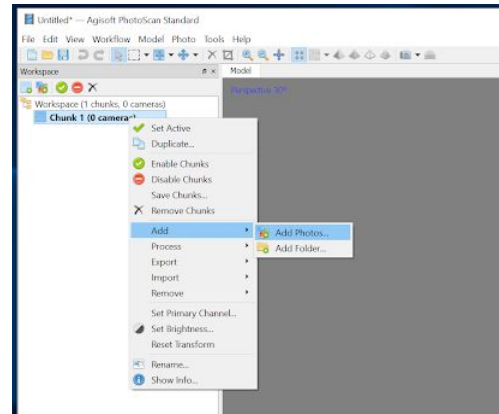 Untitled* — Agisoft PhotoScan Standard
File Edit View Workflow Model Photo Tools Help
Workspace
Model
Workspace (1 chunks, 0 cameras)
Perspective 30°
Chunk 1 (0 cameras)
Set Active
Duplicate...
Enable Chunks
Disable Chunks
Save Chunks...
Remove Chunks
Add
Add Photos...
Process
Add Folder...
Export
Import
Remove
Set Primary Channel...
Set Brightness...
Reset Transform
Rename...
Show Info...